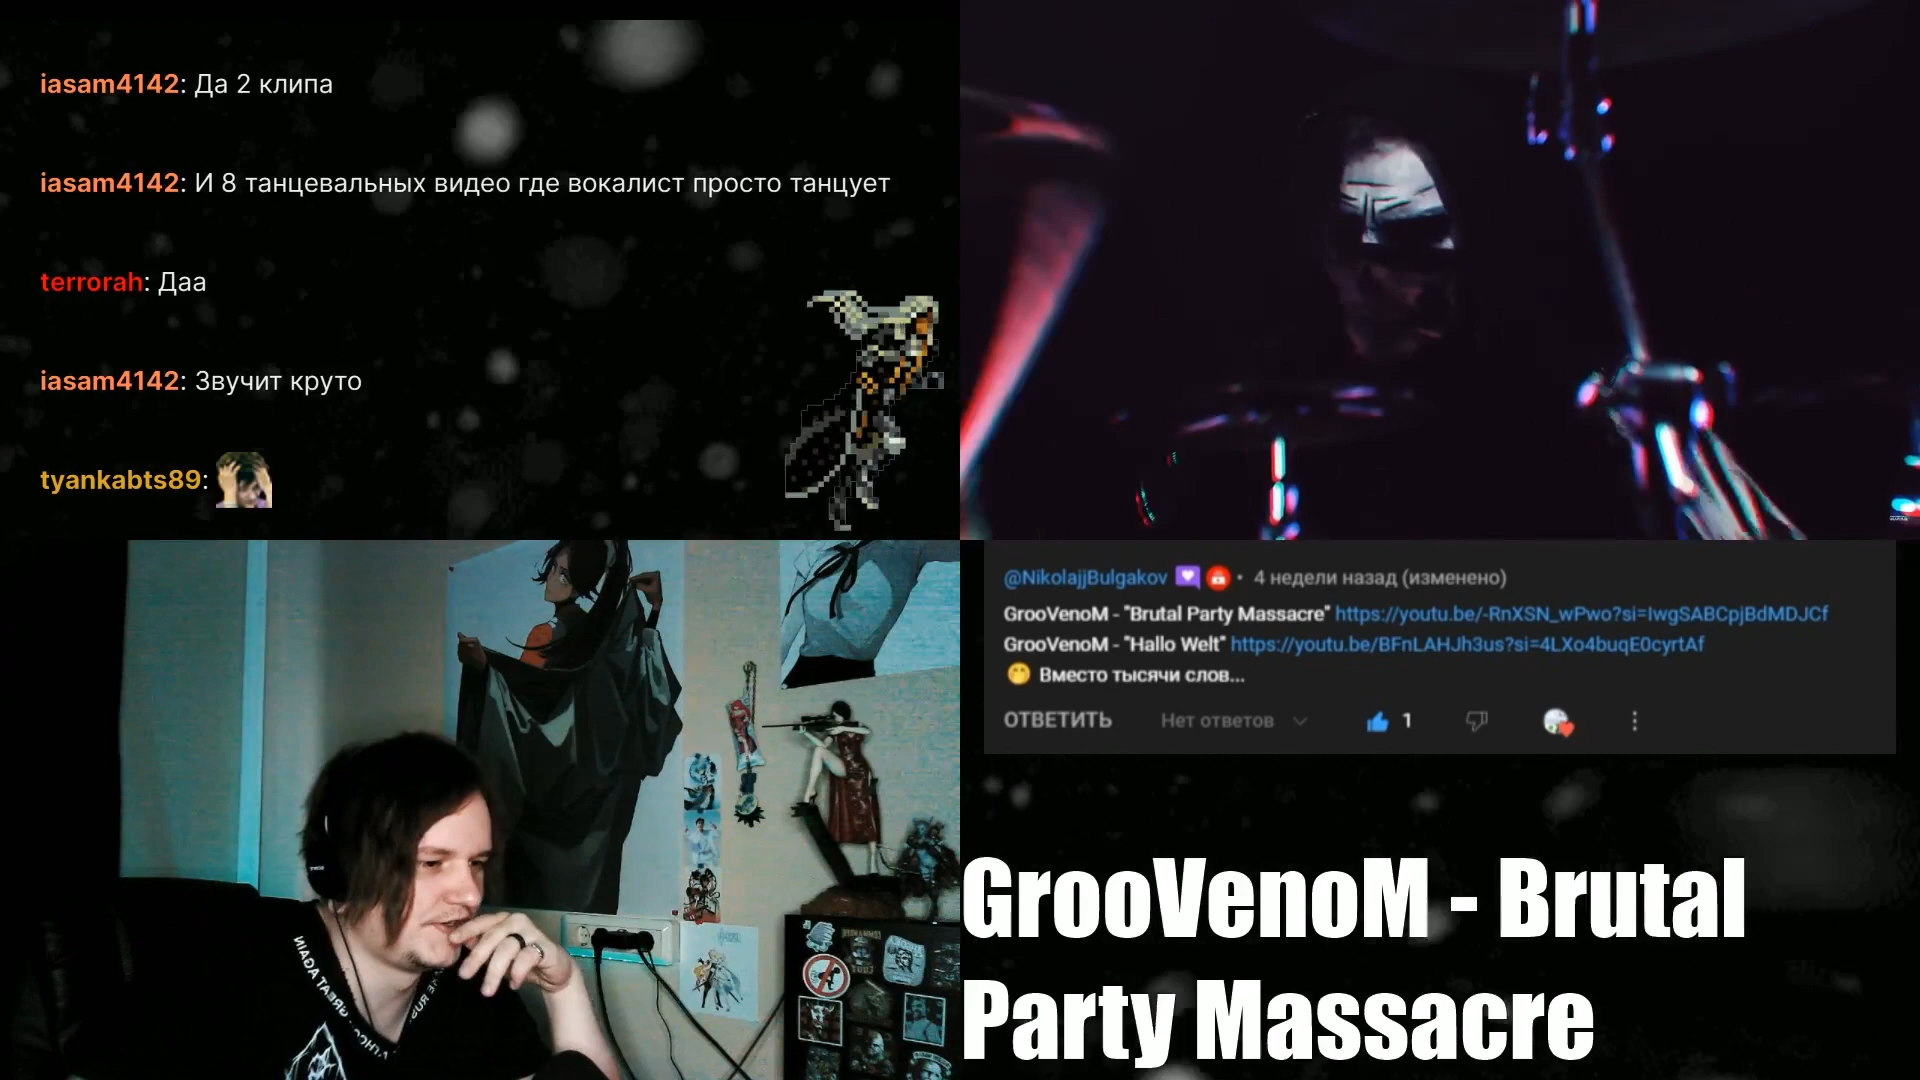 iasam4142: Да 2 клипа
iasam4142: И 8 танцевальных видео где вокалист просто танцует
terrorah: Даа
iasam4142: Звучит круто
tyankabts89:
@NikolajjBulgakov • 4 недели назад (изменено)
GrooVenoM - "Brutal Party Massacre" https://youtu.be/-RnXSN_wPwo?si=IwgSABCpjBdMDJCf
GrooVenoM - "Hallo Welt" https://youtu.be/BFnLAHJh3us?si=4LXo4buqE0cyrtAf
Вместо тысячи слов...
ОТВЕТИТЬ Нет ответов 1
GrooVenoM - Brutal
Party Massacre